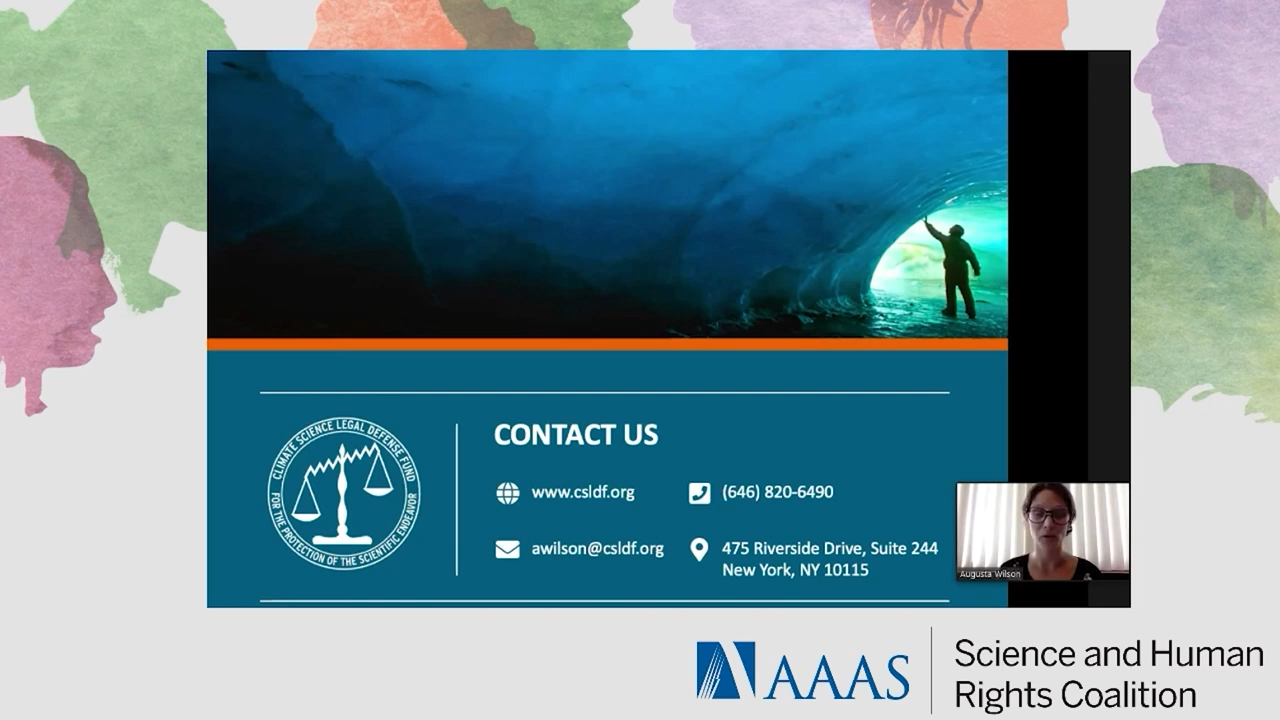 CLIMATE SCIENCE LEGAL DEFENSE FUND
FOR THE PROTECTION OF THE SCIENTIFIC ENDEAVOR
CONTACT US
www.csldf.org
(646) 820-6490
awilson@csldf.org
475 Riverside Drive, Suite 244
New York, NY 10115
Augusta Wilson
AAAS
Science and Human
Rights Coalition